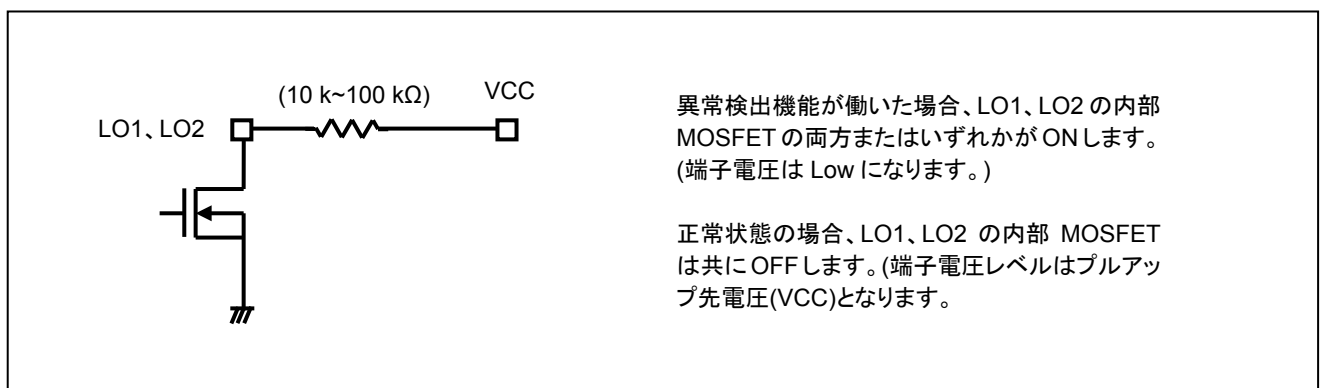 (10 k~100 kΩ)
VCC
LO1、LO2
異常検出機能が働いた場合、LO1、LO2 の内部
MOSFET の両方またはいずれかが ON します。
(端子電圧は Low になります。)
正常状態の場合、LO1、LO2 の内部 MOSFET
は共に OFF します。(端子電圧レベルはプルアッ
プ先電圧(VCC)となります。